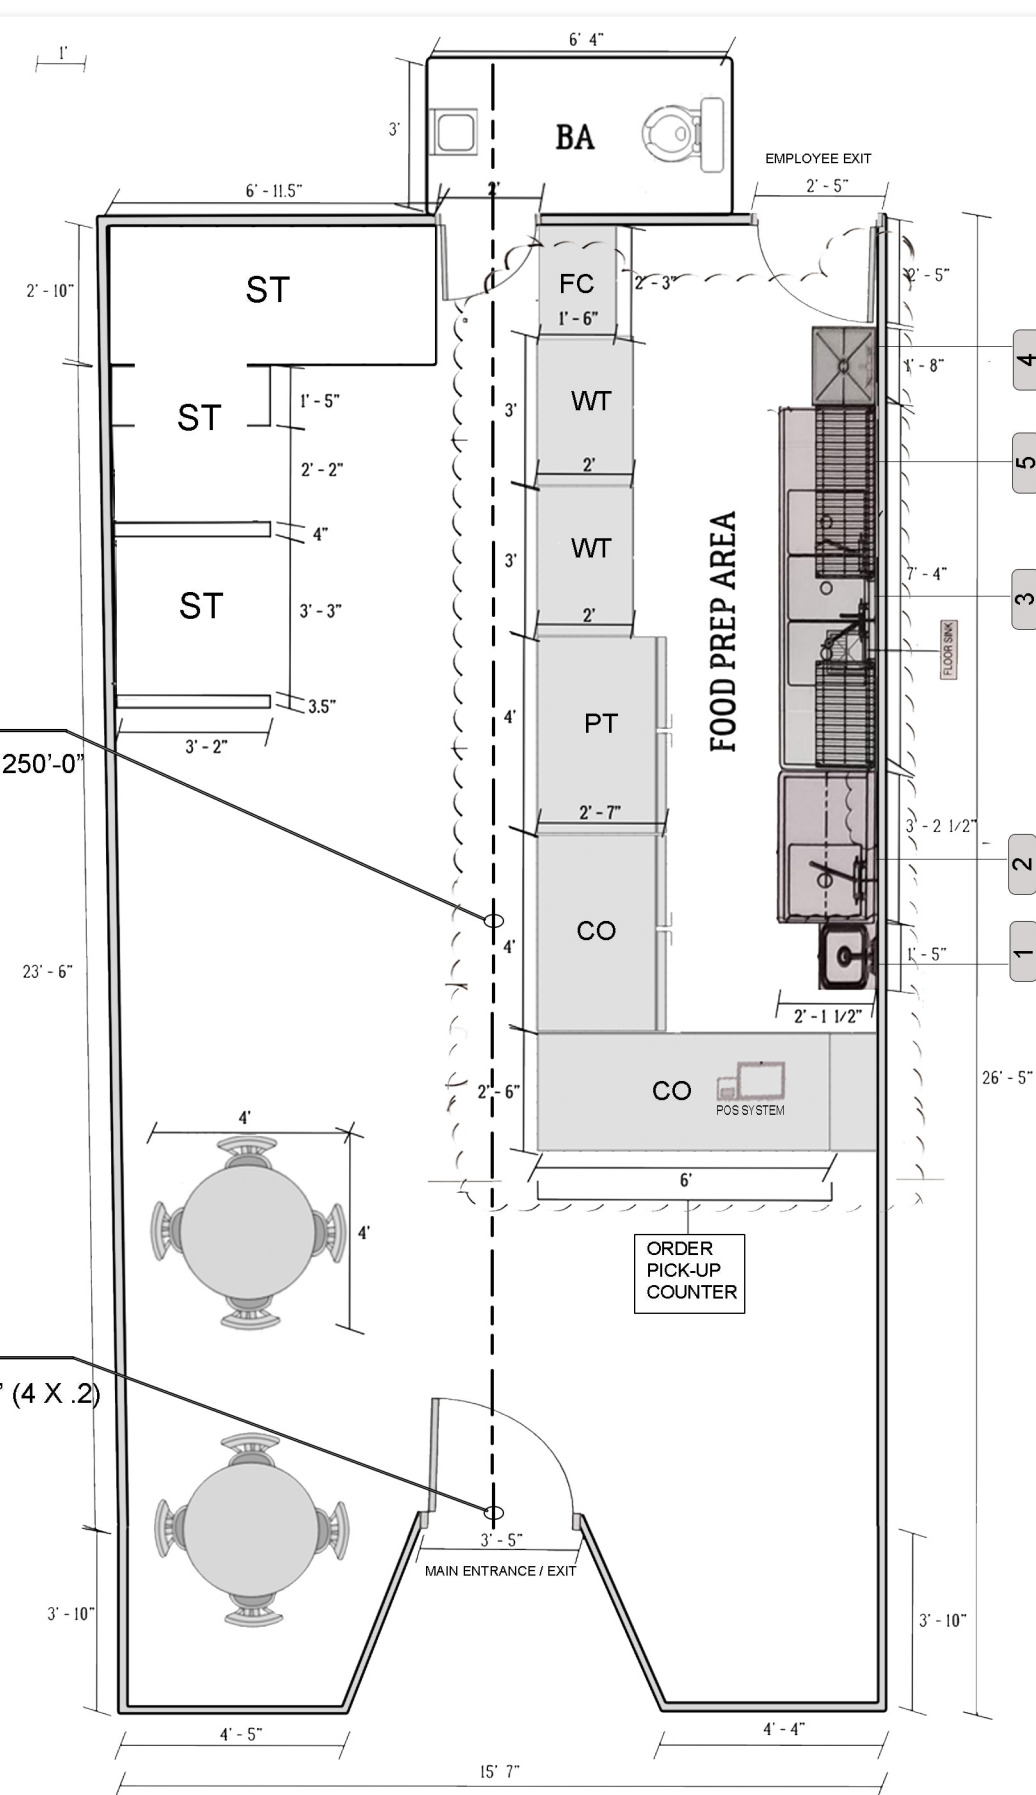 1'
6' 4"
3'
BA
EMPLOYEE EXIT
6' - 11.5"
2'
2' - 5"
2' - 10"
ST
FC
2' - 3"
2' - 5"
1' - 6"
1' - 8"
4
ST
1' - 5"
3'
WT
2' - 2"
2'
5
4"
3'
WT
FOOD PREP AREA
7' - 4"
3
ST
3' - 3"
2'
FLOOR SINK
3.5"
4'
PT
3' - 2"
250'-0"
2' - 7"
3' - 2 1/2"
2
4'
CO
1' - 5"
1
23' - 6"
2' - 1 1/2"
2' - 6"
CO
POS SYSTEM
26' - 5"
4'
6'
4'
ORDER
PICK-UP
COUNTER
' (4 X .2)
3' - 5"
MAIN ENTRANCE / EXIT
3' - 10"
3' - 10"
4' - 5"
4' - 4"
15' 7"